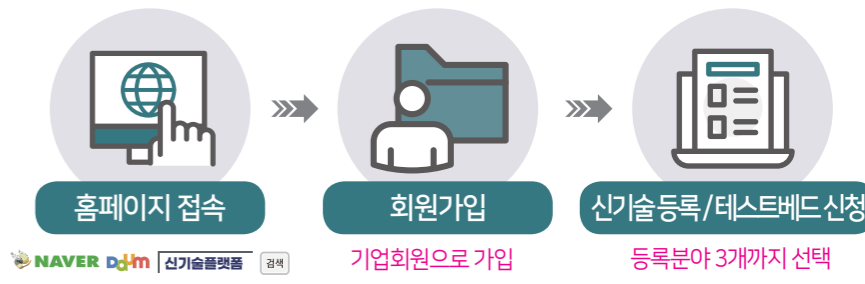 홈페이지 접속
회원가입
신기술등록/테스트베드 신청
NAVER Daum 신기술플랫폼 검색
기업회원으로 가입
등록분야 3개까지 선택